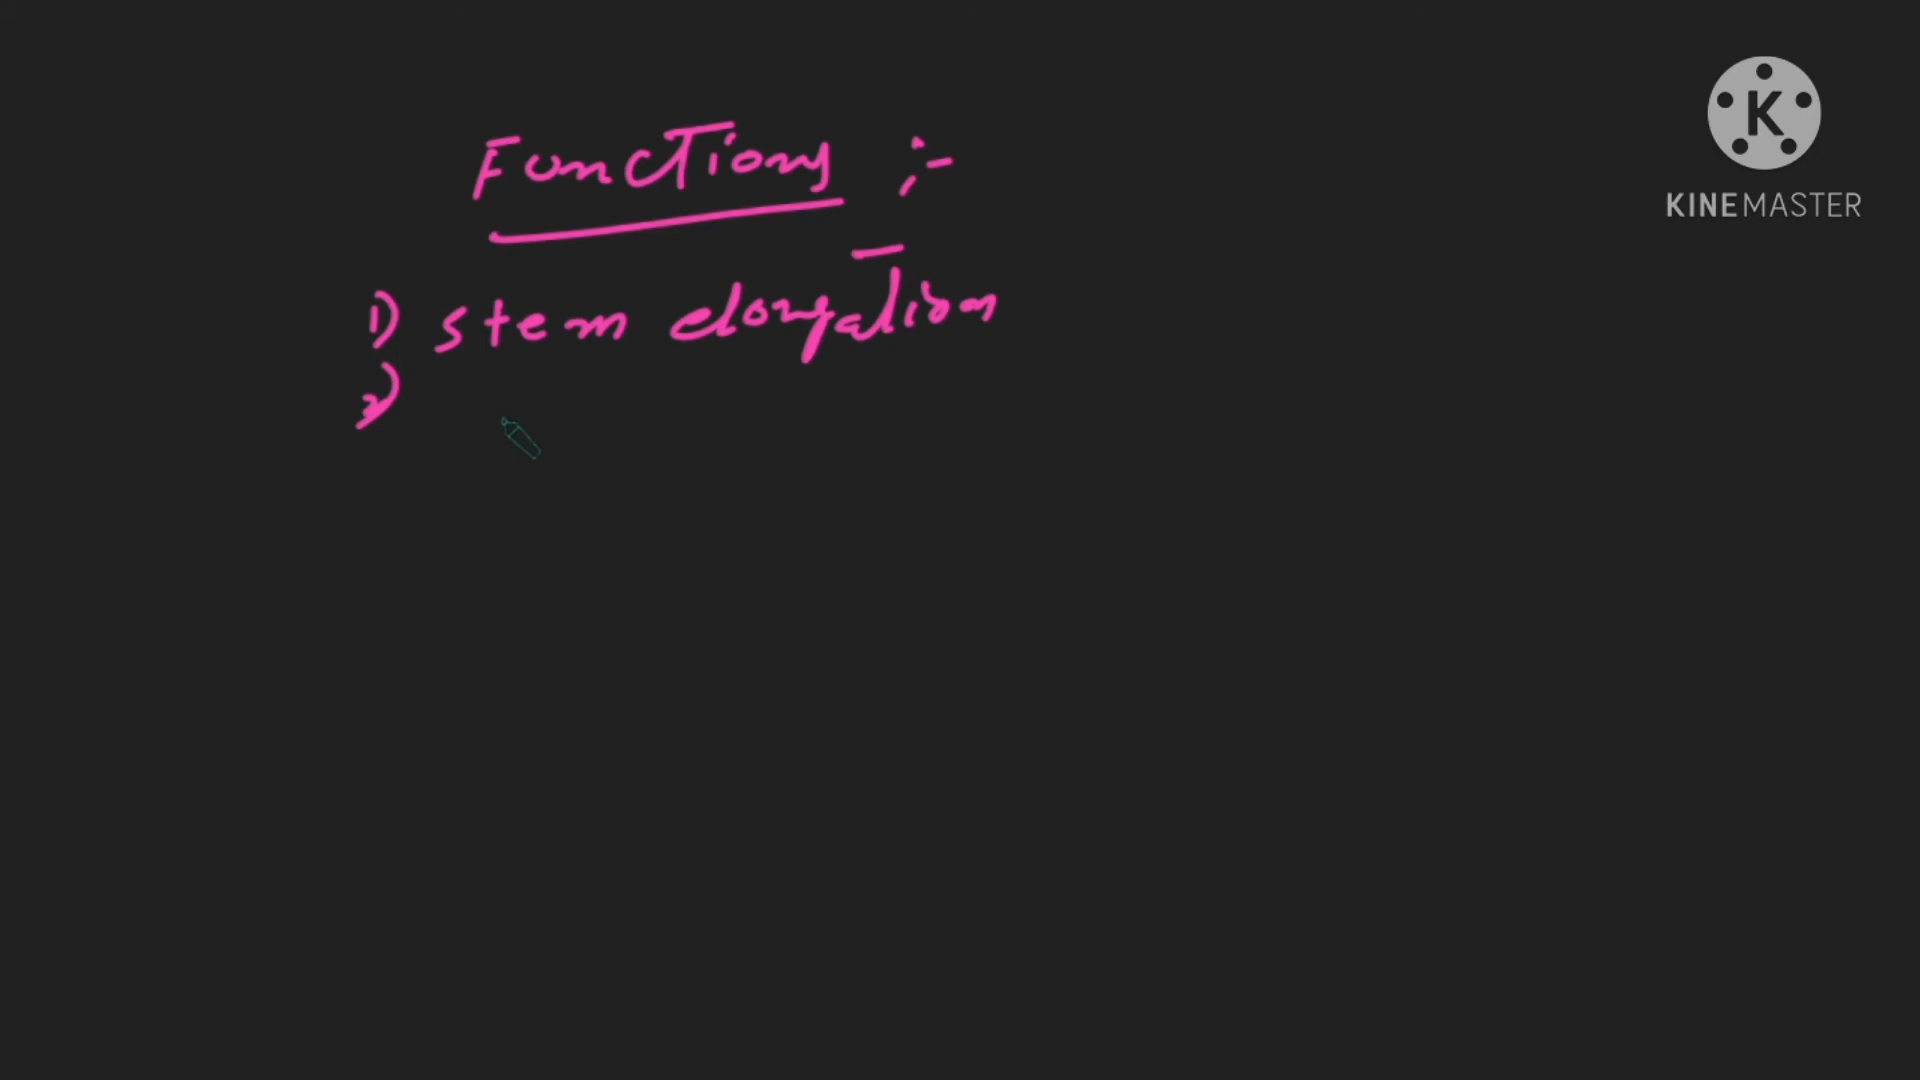 Functions :-
1) stem elongation
2)
K
KINEMASTER